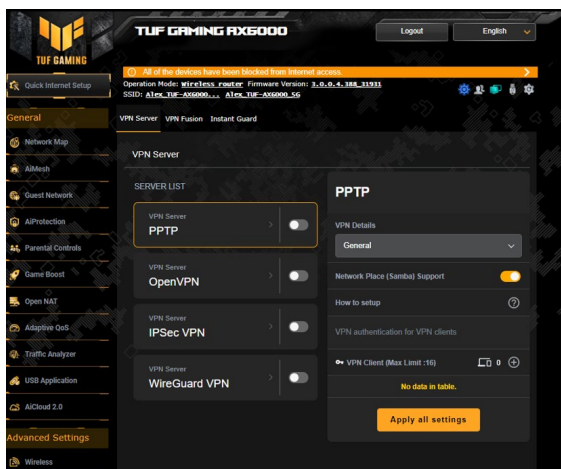 TUF GAMING
TUF GAMING AX6000
Logout
English
All of the devices have been blocked from Internet access.
Quick Internet Setup
Operation Mode: Wireless router Firmware Version: 3.0.0.4.388_31931
SSID: Alex_TUF-AX6000... Alex_TUF-AX6000_5G
General
VPN Server VPN Fusion Instant Guard
Network Map
AiMesh
Guest Network
AiProtection
Parental Controls
Game Boost
Open NAT
Adaptive QoS
Traffic Analyzer
USB Application
AiCloud 2.0
Advanced Settings
Wireless
VPN Server
SERVER LIST
VPN Server
PPTP
VPN Server
OpenVPN
VPN Server
IPSec VPN
VPN Server
WireGuard VPN
PPTP
VPN Details
General
Network Place (Samba) Support
How to setup
VPN authentication for VPN clients
VPN Client (Max Limit :16) 0
No data in table.
Apply all settings